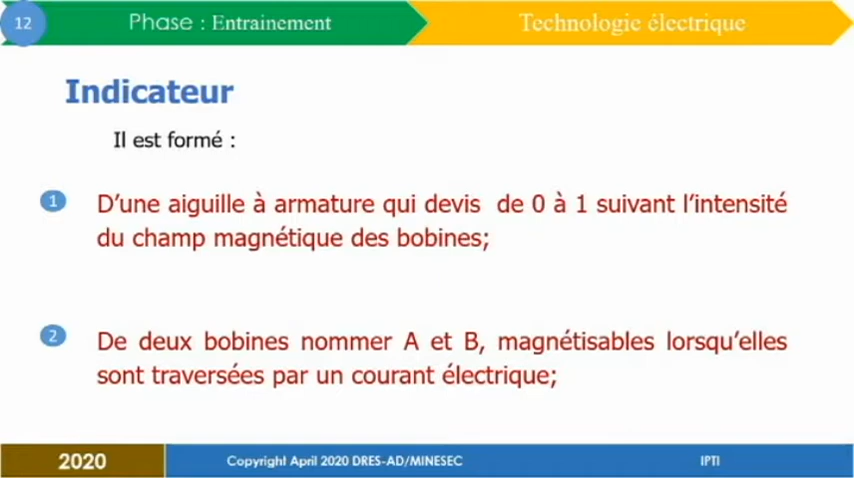 12
Phase : Entrainement
Technologie électrique
Indicateur
Il est formé :
1
D'une aiguille à armature qui devis de 0 à 1 suivant l'intensité
du champ magnétique des bobines;
2
De deux bobines nommer A et B, magnétisables lorsqu'elles
sont traversées par un courant électrique;
2020
Copyright April 2020 DRES-AD/MINESEC
IPTI